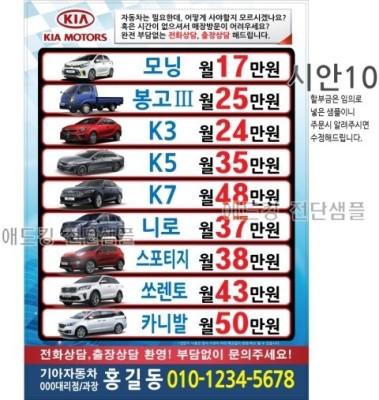 KIA
KIA MOTORS
자동차는 필요한데, 어떻게 사야할지 모르시겠나요?
혹은 시간이 없으셔서 매장방문이 어려우세요?
완전 부담없는 전화상담, 출장상담 해드립니다.
모닝 월17만원
봉고III 월25만원
K3 월24만원
K5 월35만원
K7 월48만원
니로 월37만원
스포티지 월38만원
쏘렌토 월43만원
카니발 월50만원
전화상담,출장상담 환영! 부담없이 문의주세요!
기아자동차
000대리점/과장
홍길동 010-1234-5678
시안10
할부금은 임의로
넣은 샘플이니
주문시 알려주시면
수정해드립니다.
애드킹 전단샘플
애드킹 전단샘플